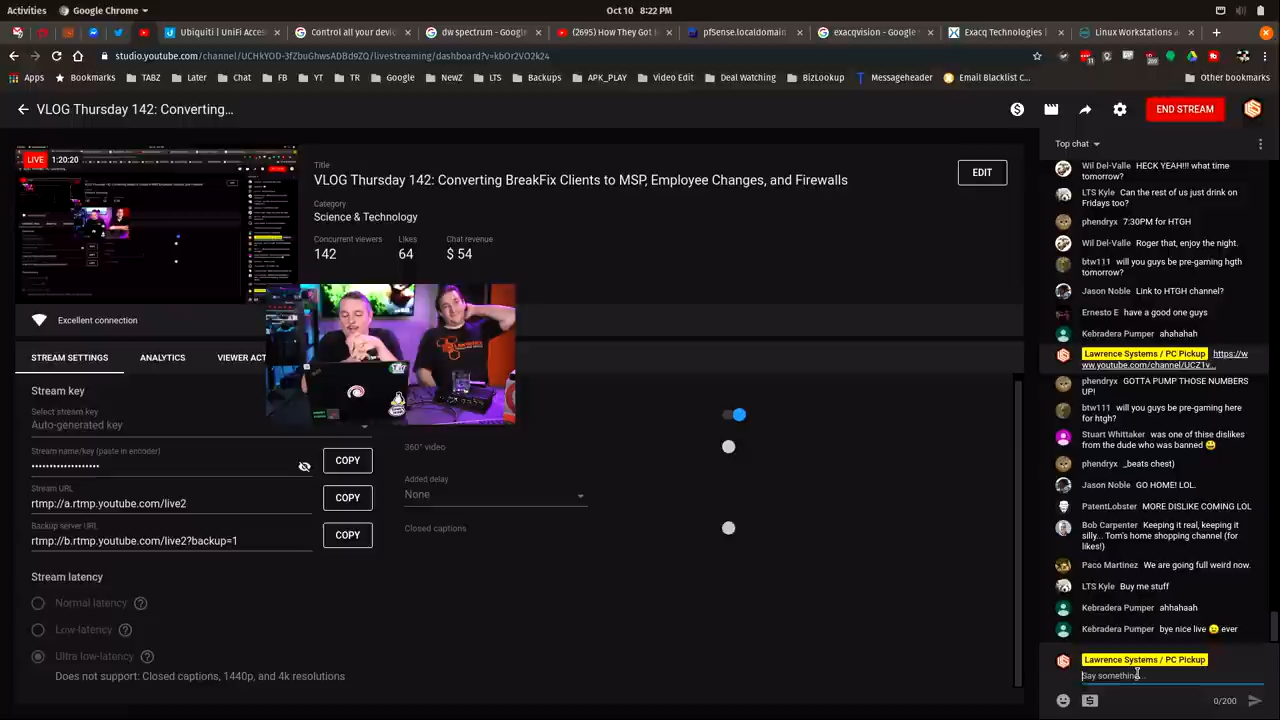 Activities
Google Chrome
Oct 10 8:22 PM
Ubiquiti | UniFi Acces
Control all your devi
dw spectrum - Google
(2695) How They Got
pfsense.localdomain
exacqvision - Google
Exacq Technologies |
Linux Workstations a
studio.youtube.com/channel/UCHkYOD-3fZbuGhwsADBd9ZQ/livestreaming/dashboard?v=kbOr2VO2k24
Apps
Bookmarks
TABZ
Later
Chat
FB
YT
TR
Google
NewZ
LTS
Backups
APK_PLAY
Video Edit
Deal Watching
BizLookup
Messageheader
Email Blacklist C
Other bookmarks
VLOG Thursday 142: Converting...
END STREAM
LIVE 1:20:20
Title
VLOG Thursday 142: Converting BreakFix Clients to MSP, Employee Changes, and Firewalls
EDIT
Category
Science & Technology
Concurrent viewers
Likes
Chat revenue
142
64
$ 54
Excellent connection
STREAM SETTINGS
ANALYTICS
VIEWER ACT
Stream key
Select stream key
Auto-generated key
Stream name/key (paste in encoder)
••••••••••••••••••
COPY
Stream URL
rtmp://a.rtmp.youtube.com/live2
COPY
Backup server URL
rtmp://b.rtmp.youtube.com/live2?backup=1
COPY
360° video
Added delay
None
Closed captions
Stream latency
Normal latency
Low-latency
Ultra low-latency
Does not support: Closed captions, 1440p, and 4k resolutions
Top chat
Wil Del-Valle HECK YEAH!!! what time
tomorrow?
LTS Kyle Can the rest of us just drink on
Fridays too?
phendryx 7:30PM for HTGH
Wil Del-Valle Roger that, enjoy the night.
btw111 will you guys be pre-gaming hgth
tomorrow?
Jason Noble Link to HTGH channel?
Ernesto E have a good one guys
Kebradera Pumper ahahahah
Lawrence Systems / PC Pickup https://w
ww.youtube.com/channel/UCZ1v...
phendryx GOTTA PUMP THOSE NUMBERS
UP!
btw111 will you guys be pre-gaming here
for htgh?
Stuart Whittaker was one of thise dislikes
from the dude who was banned 😀
phendryx _beats chest)
Jason Noble GO HOME! LOL.
PatentLobster MORE DISLIKE COMING LOL
Bob Carpenter Keeping it real, keeping it
silly... Tom's home shopping channel (for
likes!)
Paco Martinez We are going full weird now.
LTS Kyle Buy me stuff
Kebradera Pumper ahhahaah
Kebradera Pumper bye nice live 😟 ever
Lawrence Systems / PC Pickup
Say something...
0/200